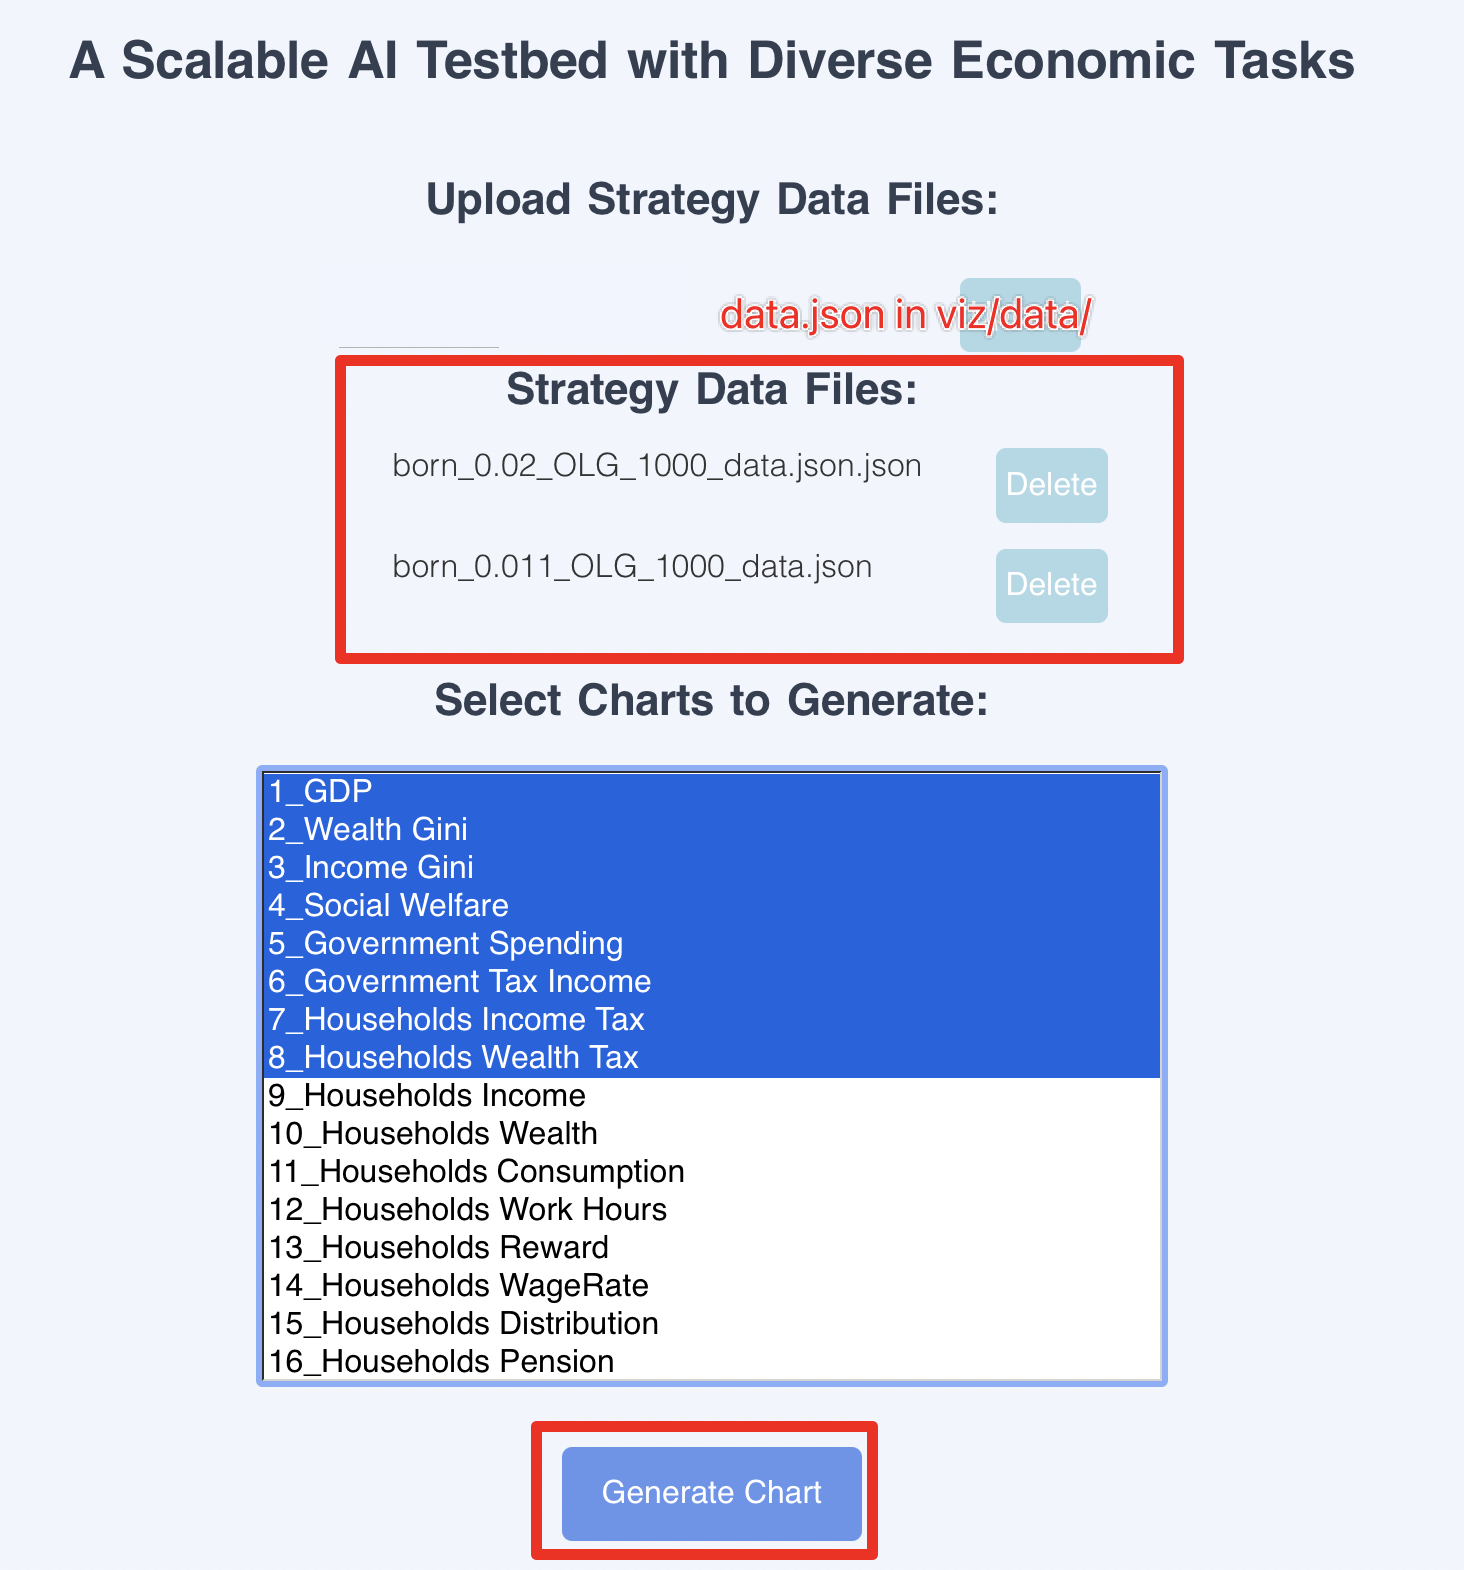 A Scalable AI Testbed with Diverse Economic Tasks
Upload Strategy Data Files:
data.json in viz/data/
Strategy Data Files:
born_0.02_OLG_1000_data.json.json
Delete
born_0.011_OLG_1000_data.json
Delete
Select Charts to Generate:
1_GDP
2_Wealth Gini
3_Income Gini
4_Social Welfare
5_Government Spending
6_Government Tax Income
7_Households Income Tax
8_Households Wealth Tax
9_Households Income
10_Households Wealth
11_Households Consumption
12_Households Work Hours
13_Households Reward
14_Households WageRate
15_Households Distribution
16_Households Pension
Generate Chart